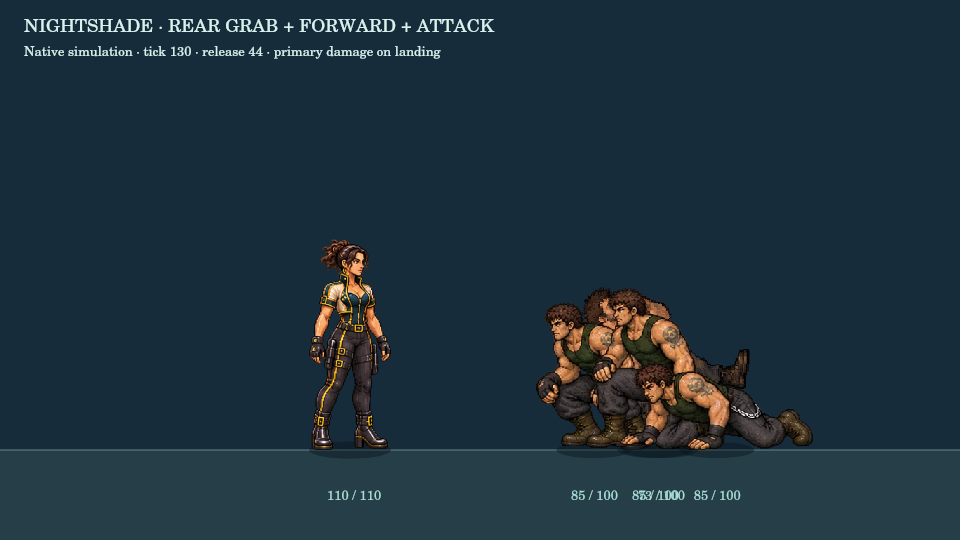 NIGHTSHADE · REAR GRAB + FORWARD + ATTACK
Native simulation · tick 130 · release 44 · primary damage on landing
110 / 110 85 / 100 85 / 100